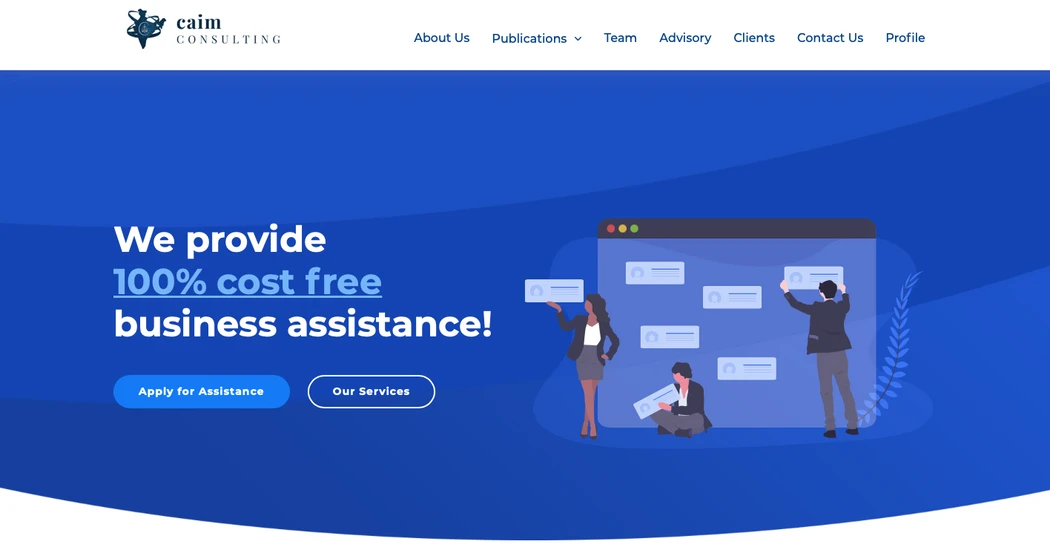 caim
CONSULTING
About Us Publications Team Advisory Clients Contact Us Profile
We provide
100% cost free
business assistance!
Apply for Assistance Our Services